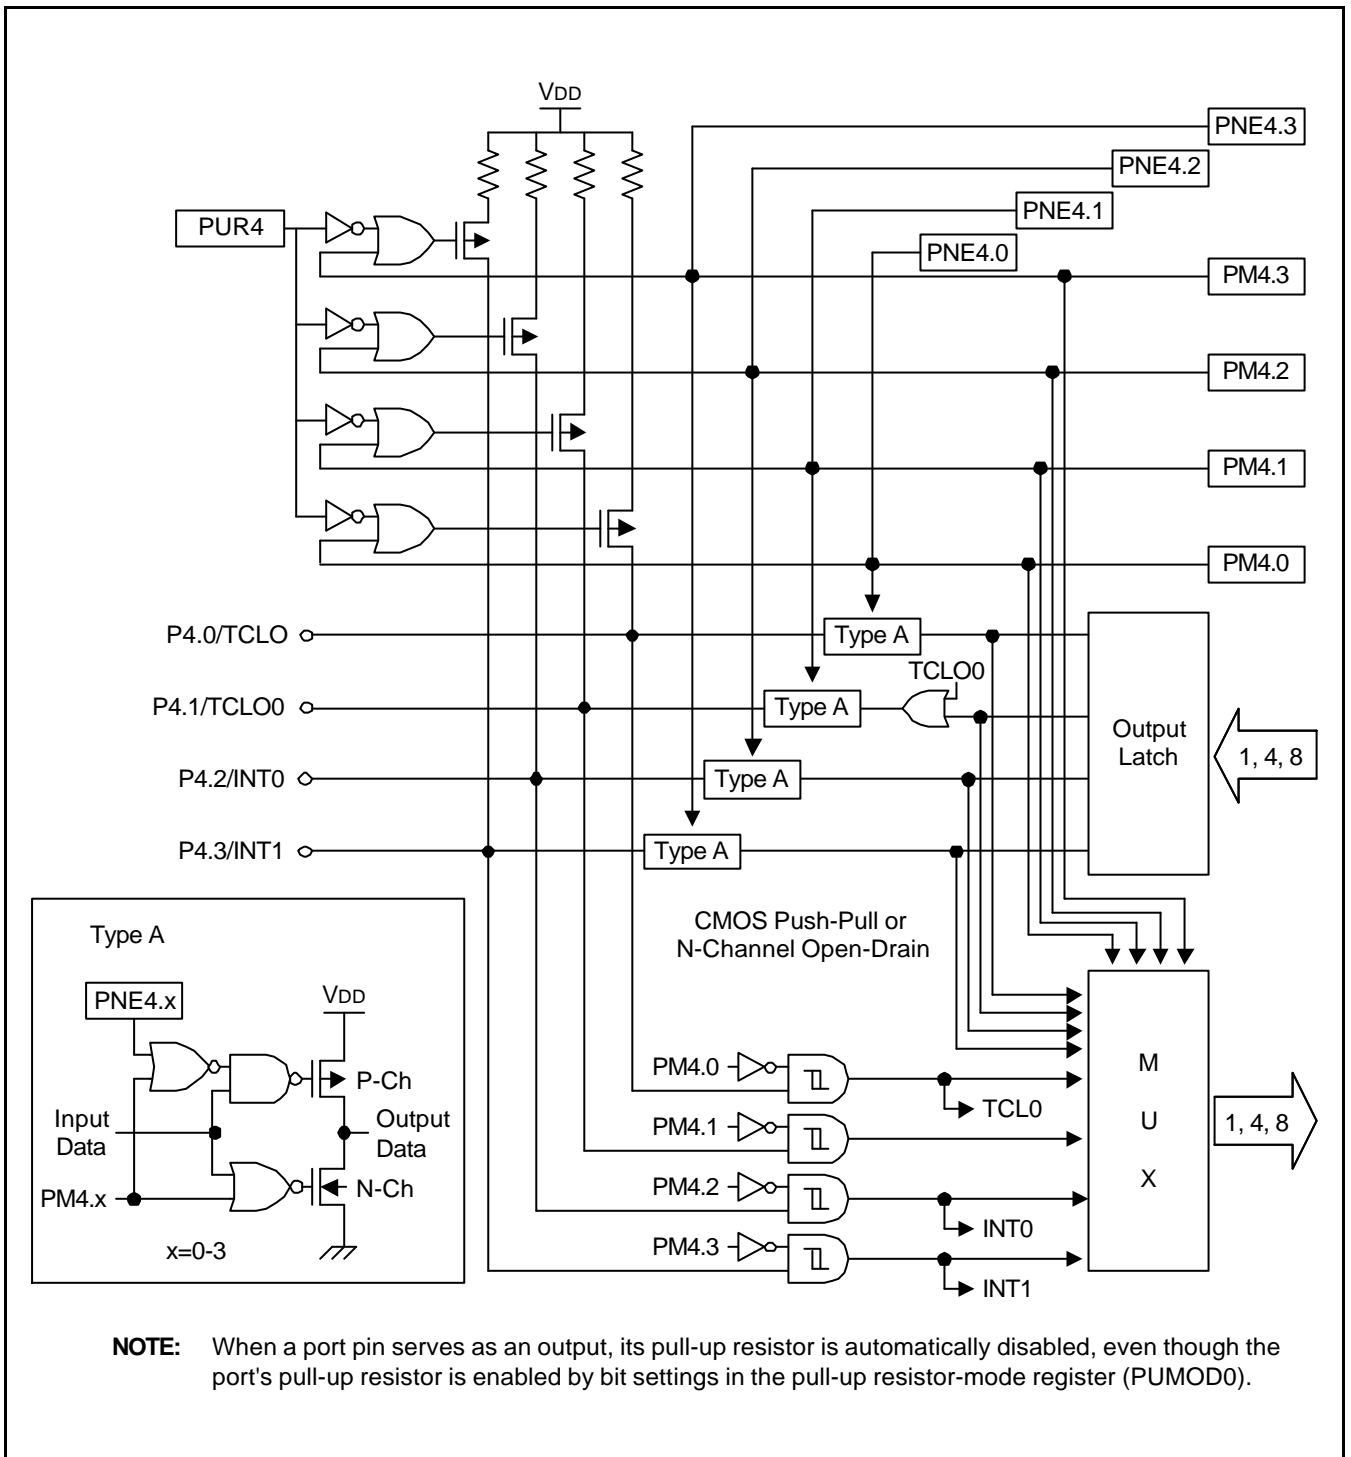 VDD
PNE4.3
PNE4.2
PNE4.1
PUR4
PNE4.0
PM4.3
PM4.2
PM4.1
PM4.0
P4.0/TCLO
Type A
TCLO0
P4.1/TCLO0
Type A
Output
Latch
1, 4, 8
P4.2/INT0
Type A
P4.3/INT1
Type A
CMOS Push-Pull or
N-Channel Open-Drain
Type A
PNE4.x
VDD
P-Ch
Input
Data
Output
Data
PM4.x
N-Ch
x=0-3
PM4.0
TCL0
PM4.1
PM4.2
INT0
PM4.3
INT1
M
U
X
1, 4, 8
NOTE: When a port pin serves as an output, its pull-up resistor is automatically disabled, even though the
port's pull-up resistor is enabled by bit settings in the pull-up resistor-mode register (PUMOD0).